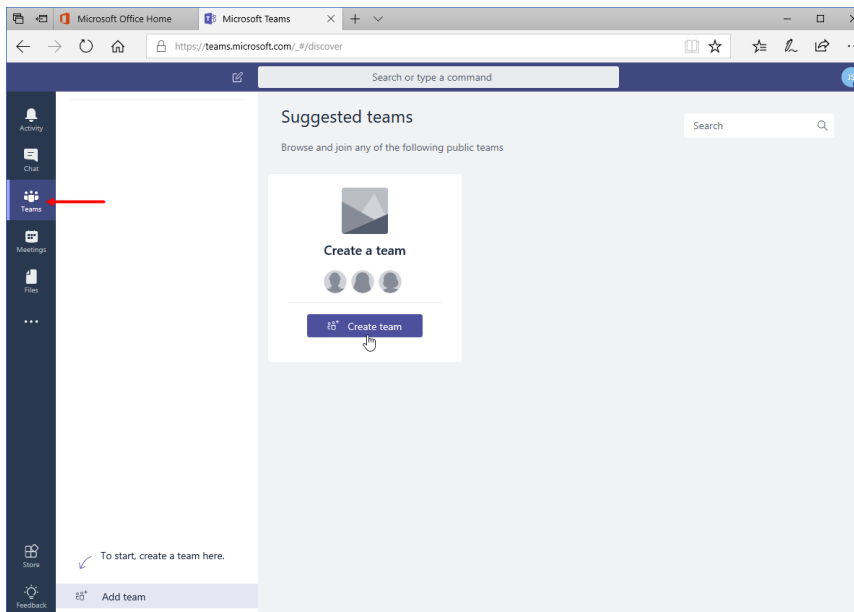 Microsoft Office Home
Microsoft Teams
https://teams.microsoft.com/_#/discover
Search or type a command
JS
Activity
Chat
Teams
Meetings
Files
Suggested teams
Search
Browse and join any of the following public teams
Create a team
Create team
To start, create a team here.
Store
Add team
Feedback